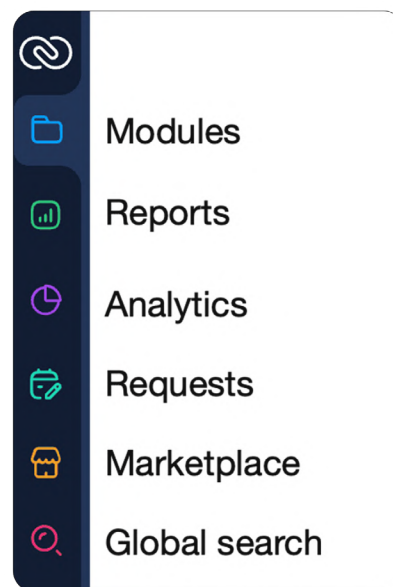 Modules
Reports
Analytics
Requests
Marketplace
Global search